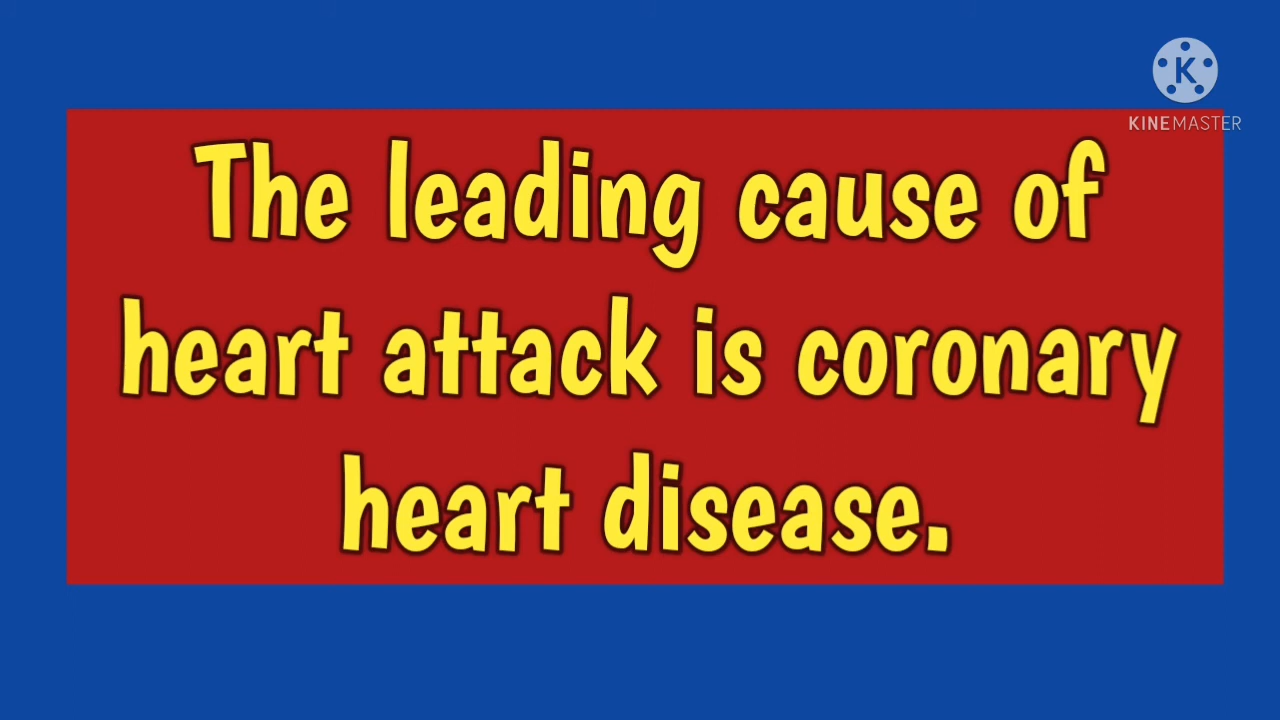 K
KINEMASTER
The leading cause of
heart attack is coronary
heart disease.